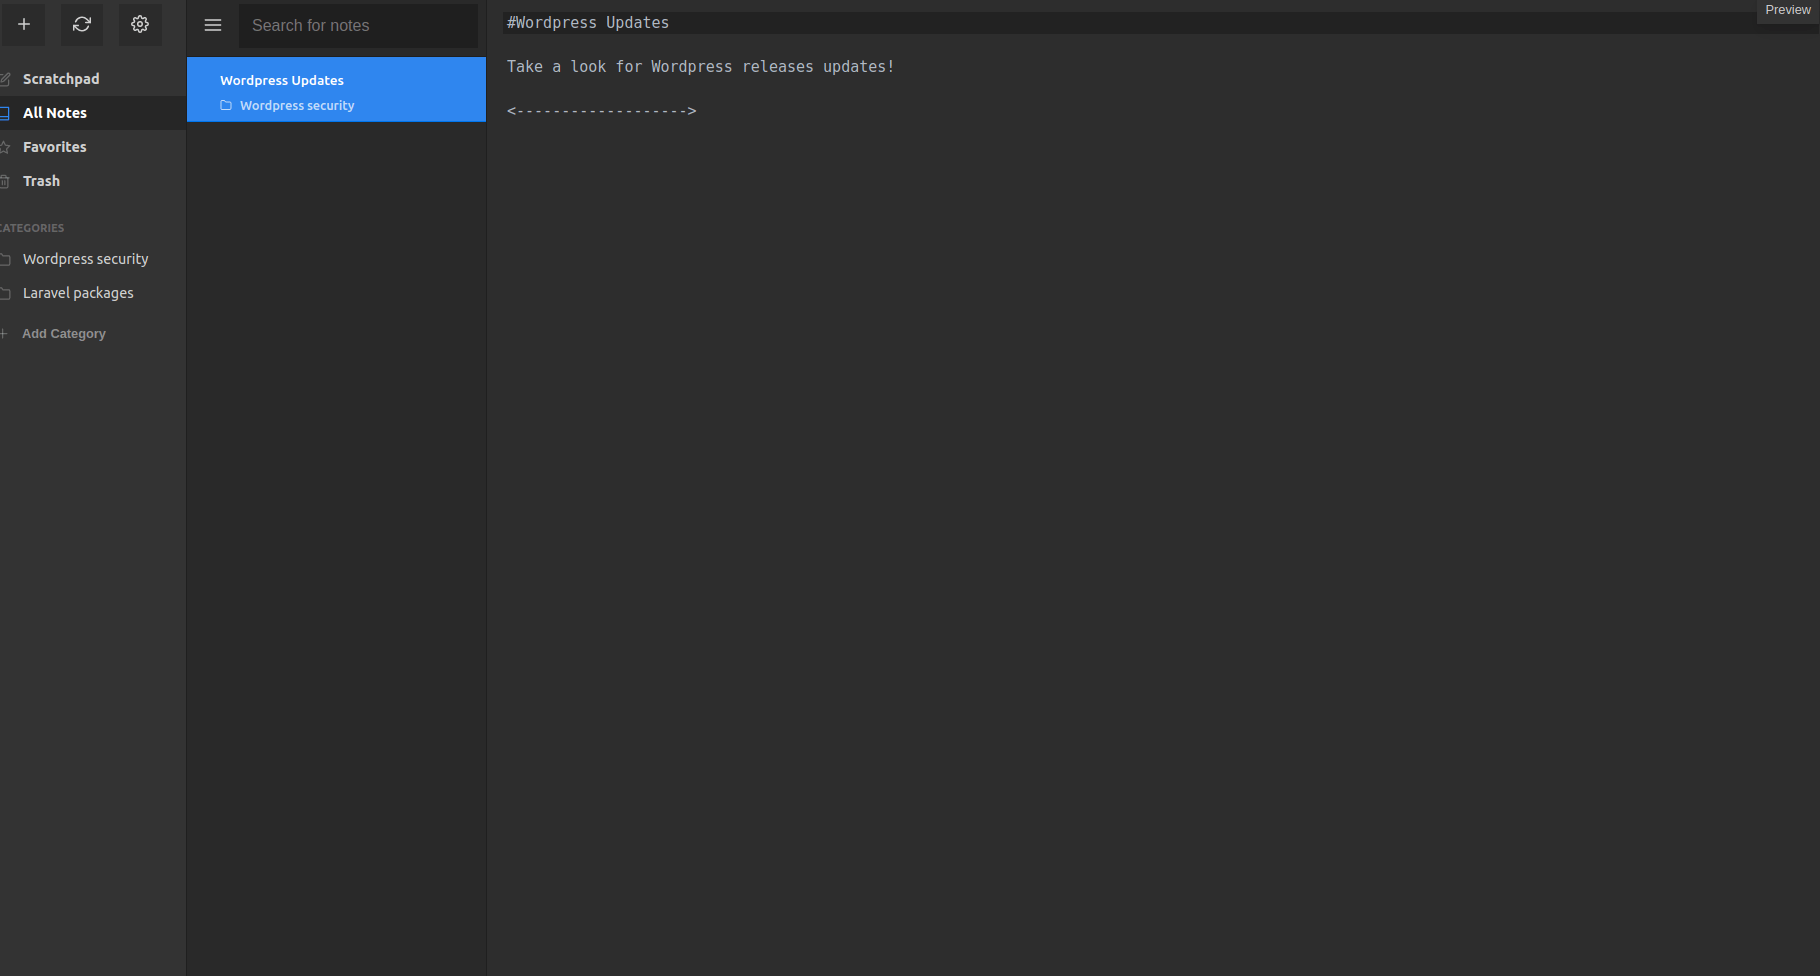 Scratchpad
All Notes
Favorites
Trash
CATEGORIES
Wordpress security
Laravel packages
Add Category
Search for notes
Wordpress Updates
Wordpress security
Preview
#Wordpress Updates
Take a look for Wordpress releases updates!
<------------------->